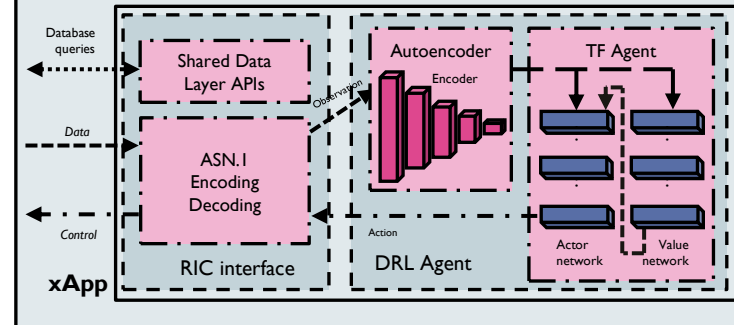 Database
queries
Shared Data
Layer APIs
Data
ASN.1
Encoding
Decoding
Control
RIC interface
xApp
Observation
Autoencoder
Encoder
TF Agent
Action
Actor
network
Value
network
DRL Agent